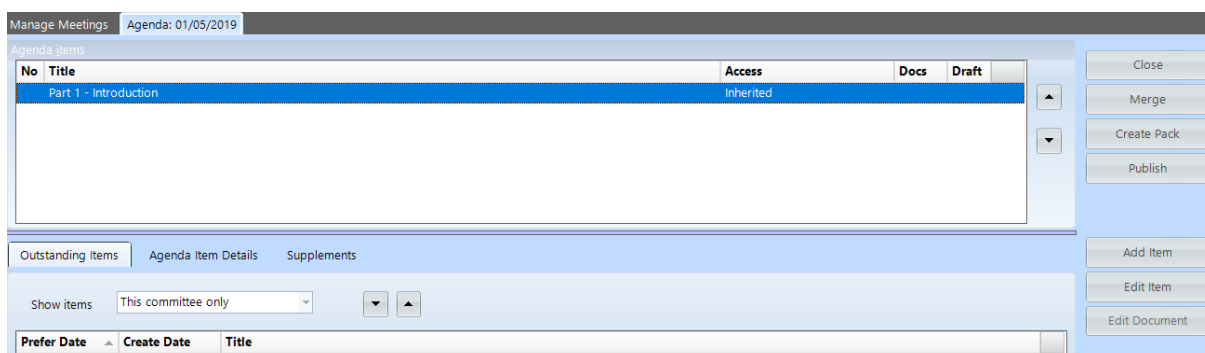 Manage Meetings Agenda: 01/05/2019
Agenda items
No Title Access Docs Draft
Part 1 - Introduction Inherited
Close
Merge
Create Pack
Publish
Outstanding Items Agenda Item Details Supplements
Add Item
Edit Item
Show items This committee only
Edit Document
Prefer Date Create Date Title